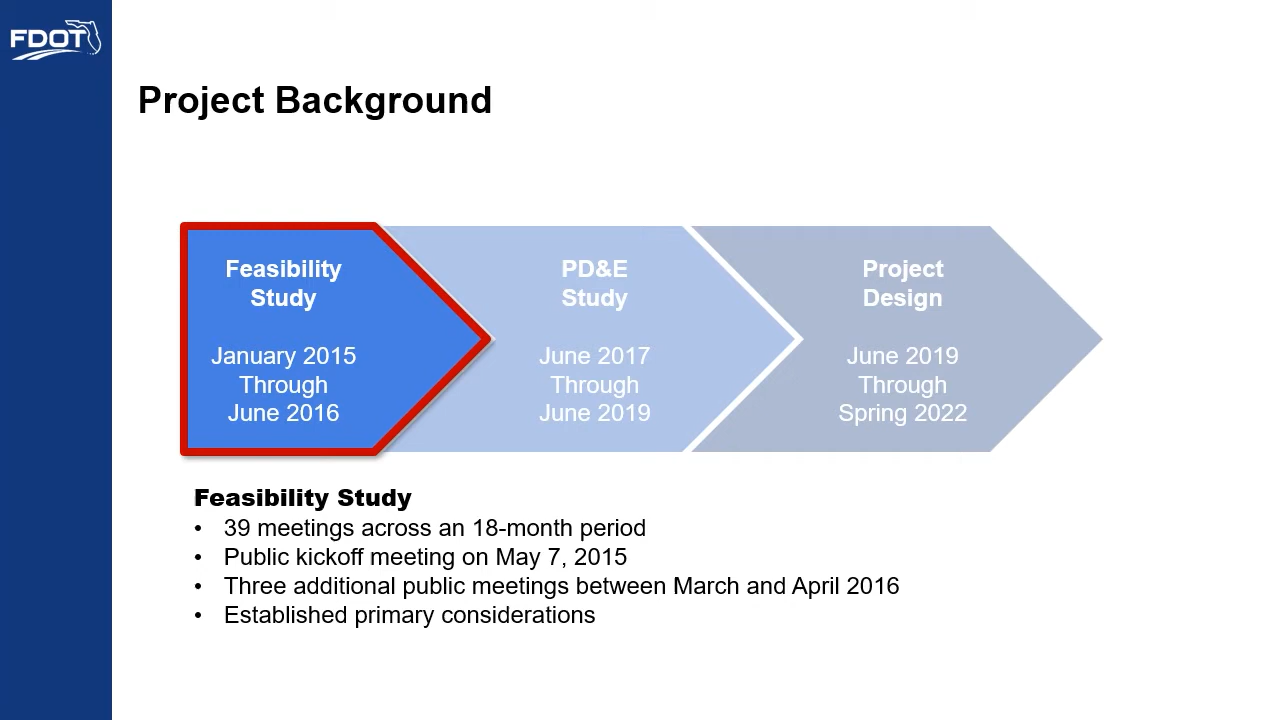 FDOT
Project Background
Feasibility
Study
January 2015
Through
June 2016
PD&E
Study
June 2017
Through
June 2019
Project
Design
June 2019
Through
Spring 2022
Feasibility Study
• 39 meetings across an 18-month period
• Public kickoff meeting on May 7, 2015
• Three additional public meetings between March and April 2016
• Established primary considerations